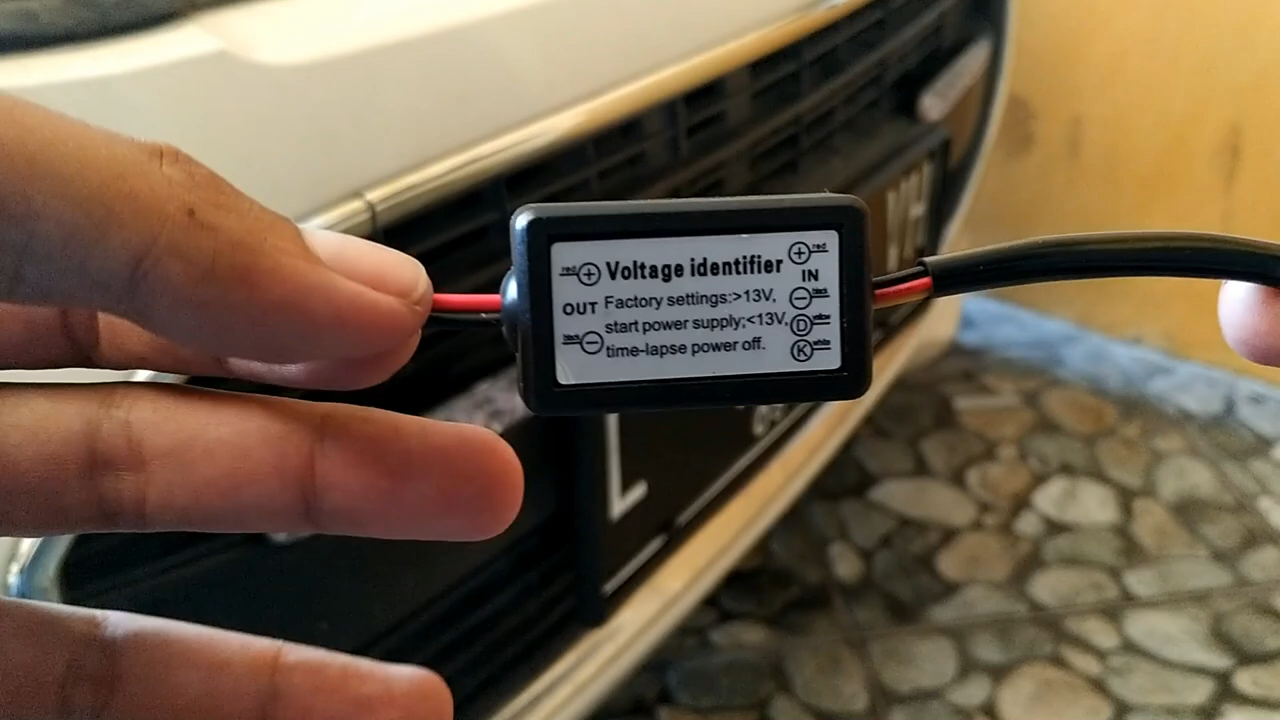 red + Voltage identifier + red
IN
OUT Factory settings:>13V, - black
start power supply;<13V, D yellow
black - time-lapse power off. K white
L